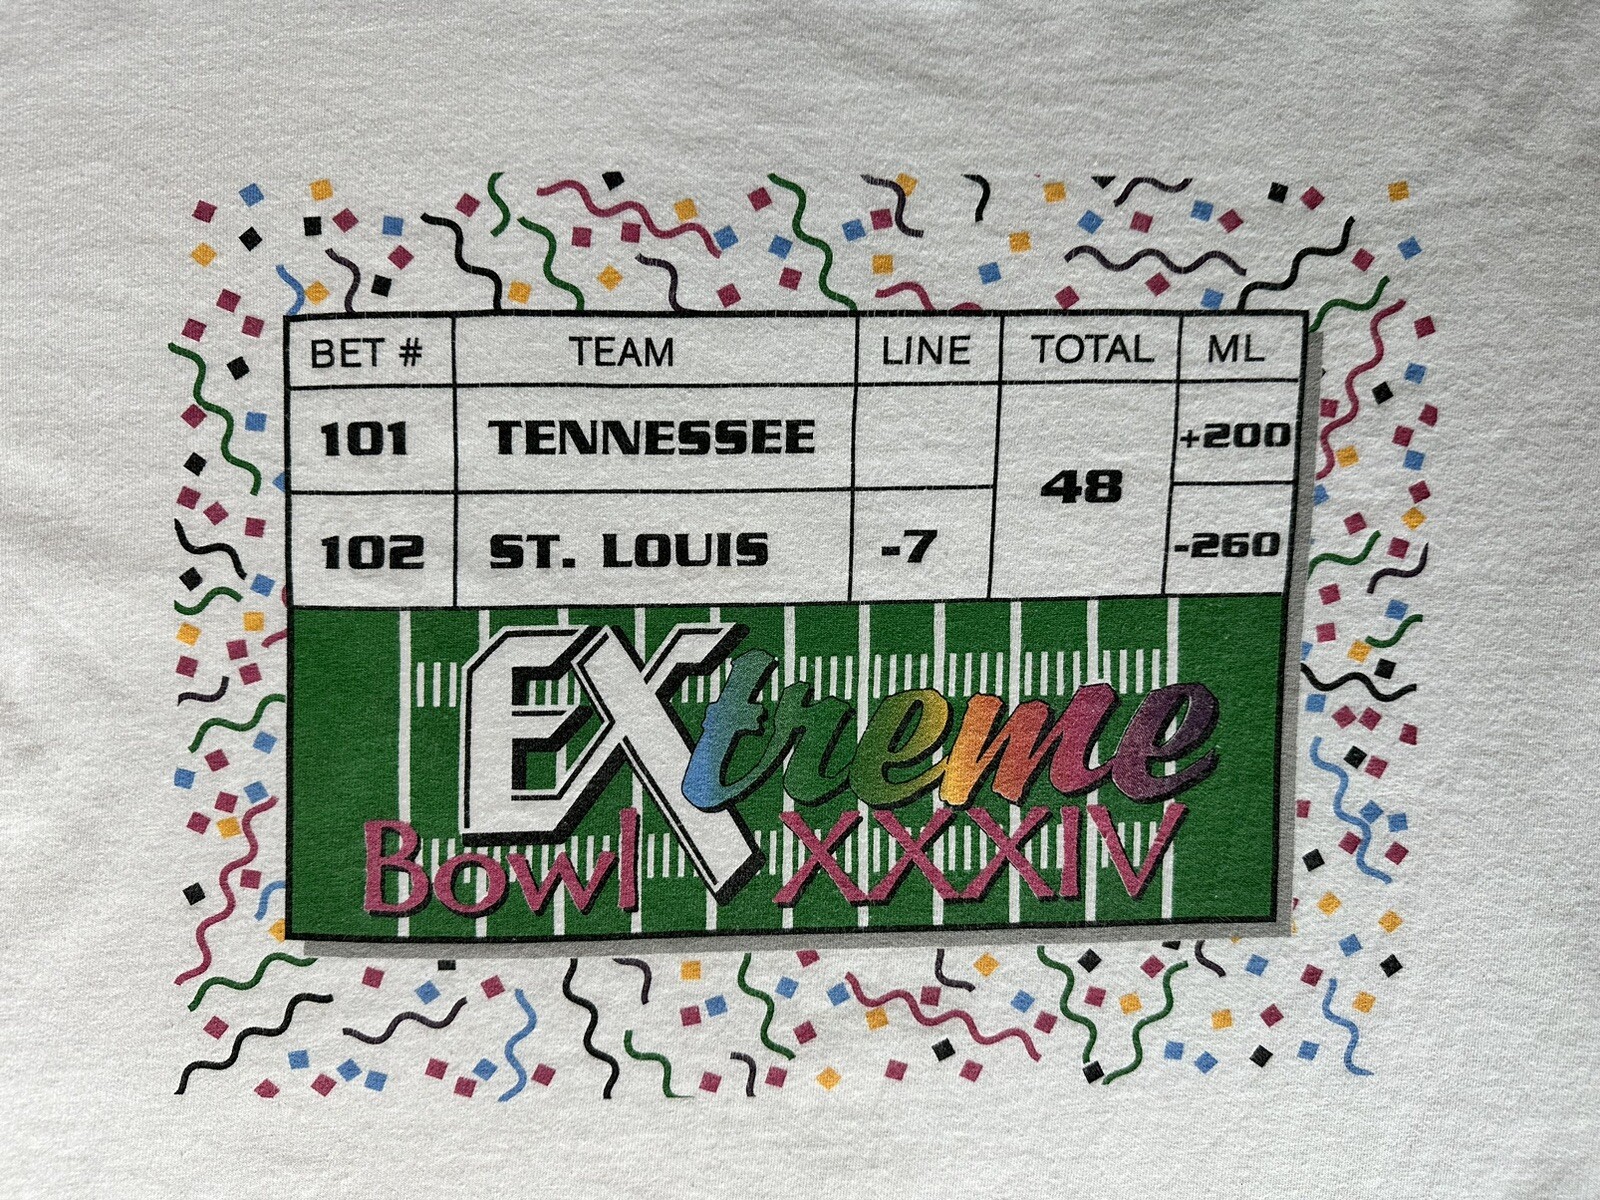 BET # TEAM LINE TOTAL ML
101 TENNESSEE +200
48
102 ST. LOUIS -7 -260
EXtreme
Bowl XXXIV